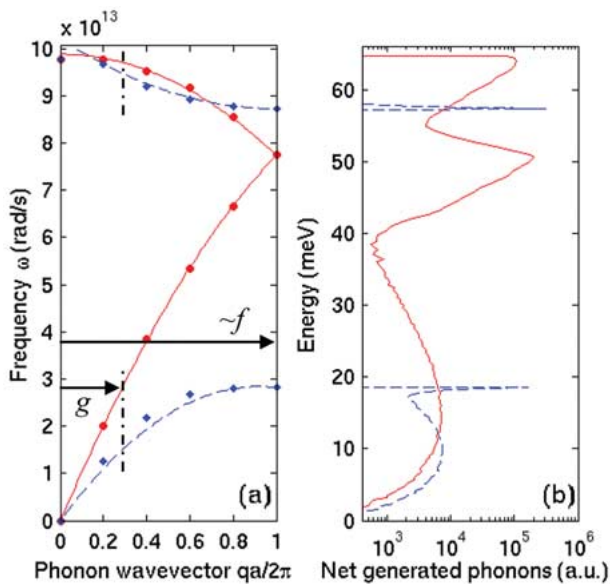 x 10^13
10
9
8
7
6
5
4
3
2
1
0
0 0.2 0.4 0.6 0.8 1
Frequency ω (rad/s)
Phonon wavevector qa/2π
~f
g
(a)
60
50
40
30
20
10
0
10^3 10^4 10^5 10^6
Energy (meV)
Net generated phonons (a.u.)
(b)